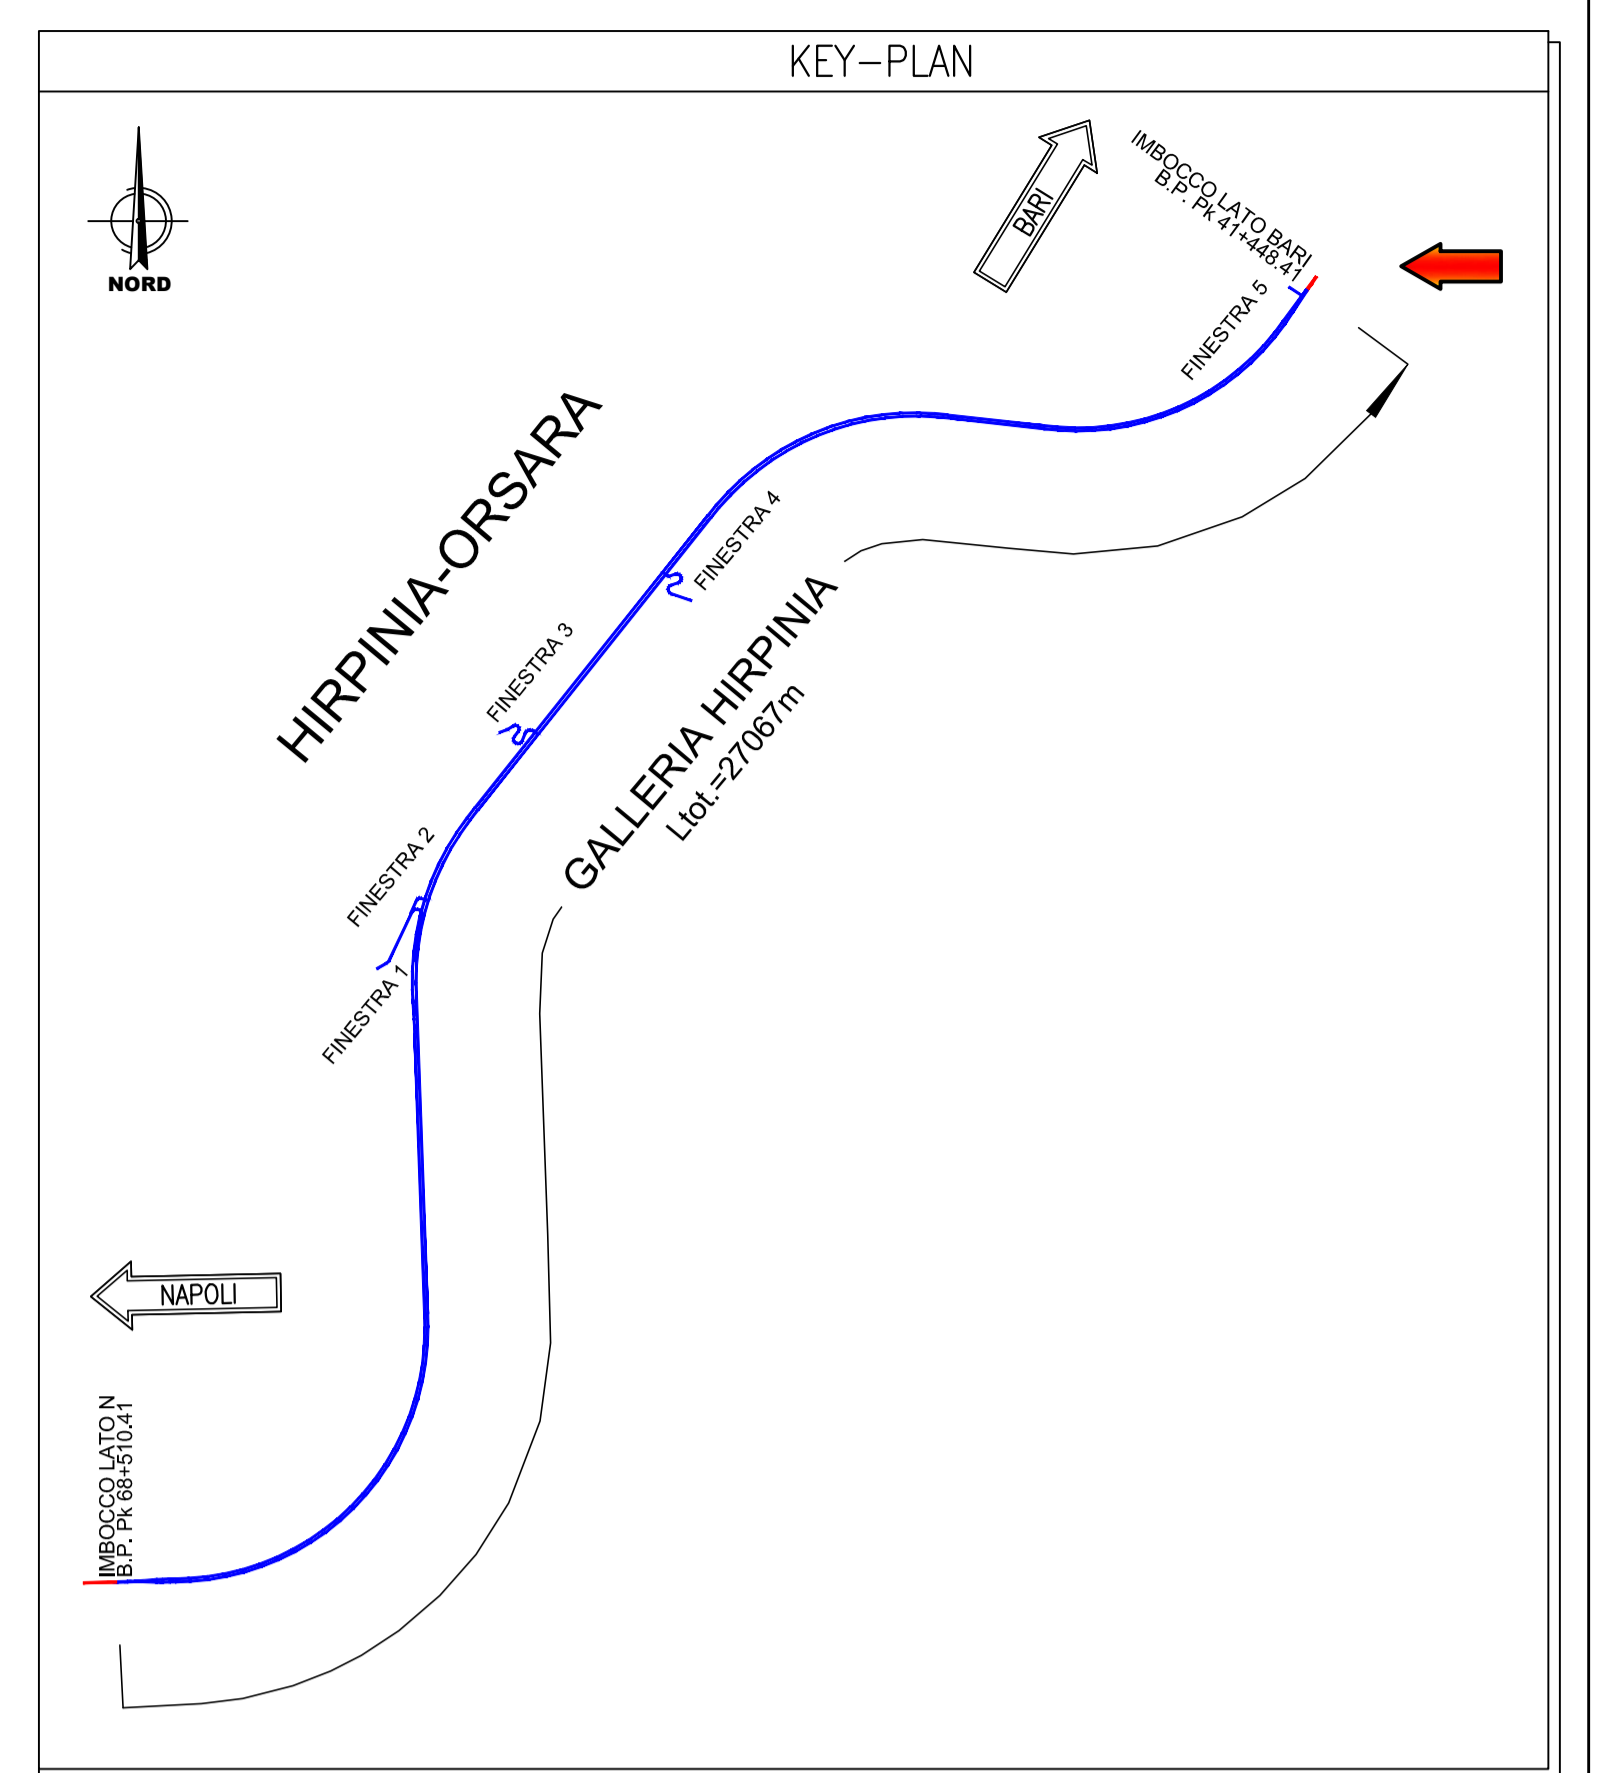 KEY-PLAN
NORD
BARI
IMBOCCO LATO BARI
B.P. Pk 41+448.41
FINESTRA 5
HIRPINIA-ORSARA
FINESTRA 4
FINESTRA 3
GALLERIA HIRPINIA
Ltot.=27067m
FINESTRA 2
FINESTRA 1
NAPOLI
IMBOCCO LATO N
B.P. Pk 68+510.41